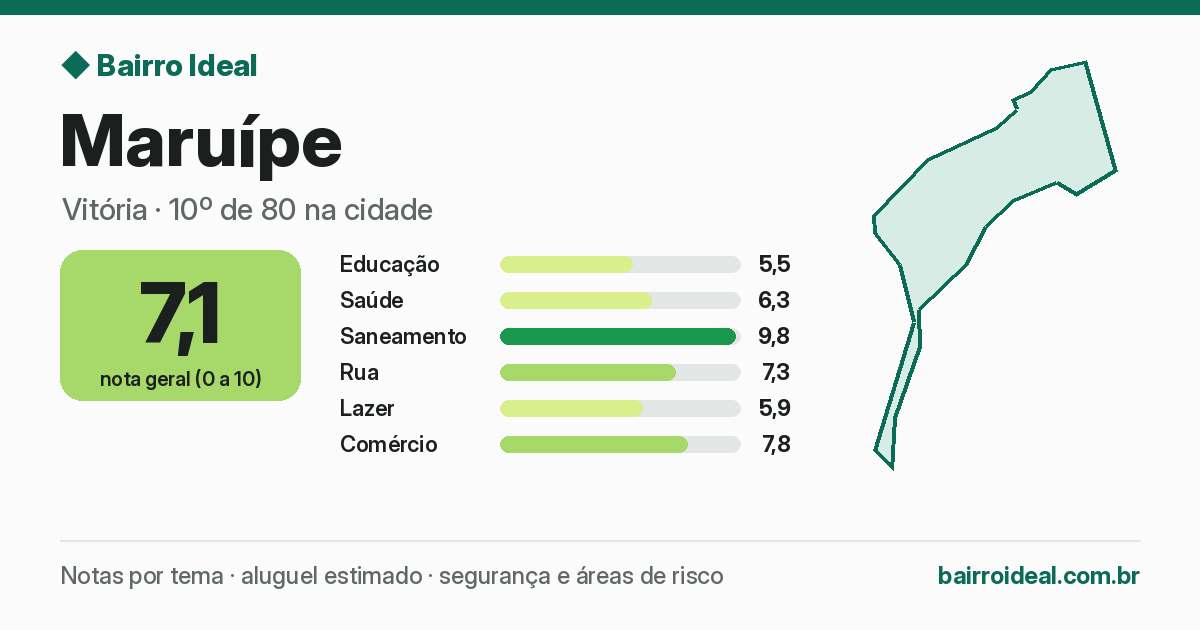 Bairro Ideal
Maruípe
Vitória · 10º de 80 na cidade
7,1
nota geral (0 a 10)
Educação 5,5
Saúde 6,3
Saneamento 9,8
Rua 7,3
Lazer 5,9
Comércio 7,8
Notas por tema · aluguel estimado · segurança e áreas de risco
bairroideal.com.br